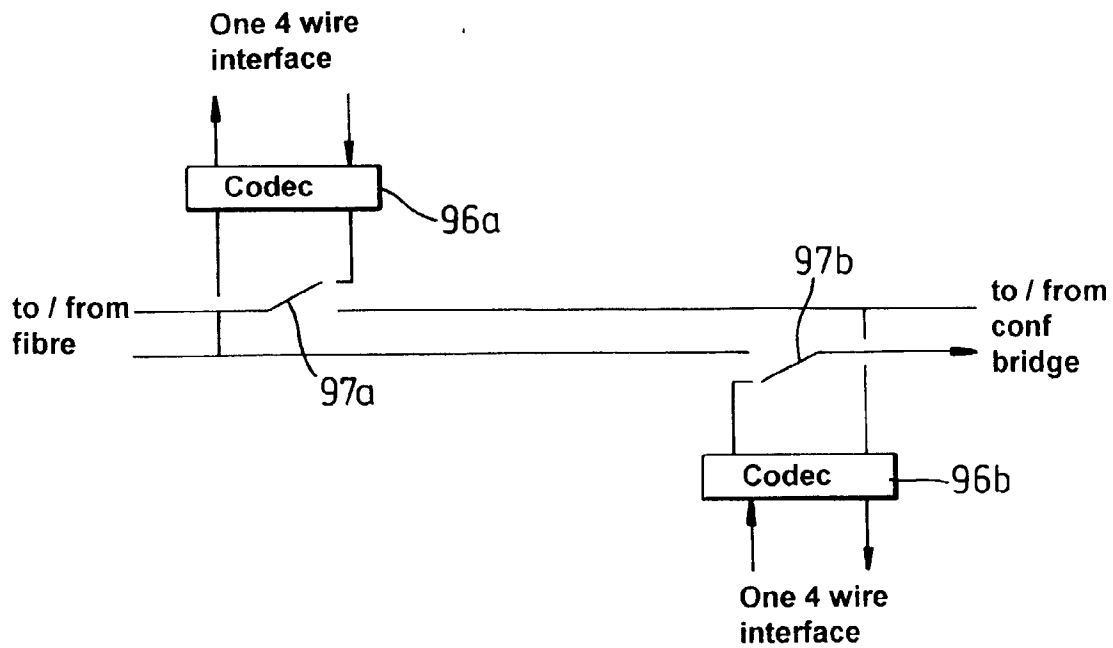 One 4 wire
interface
Codec
96a
97b
to / from
fibre
to / from
conf
bridge
97a
Codec
96b
One 4 wire
interface